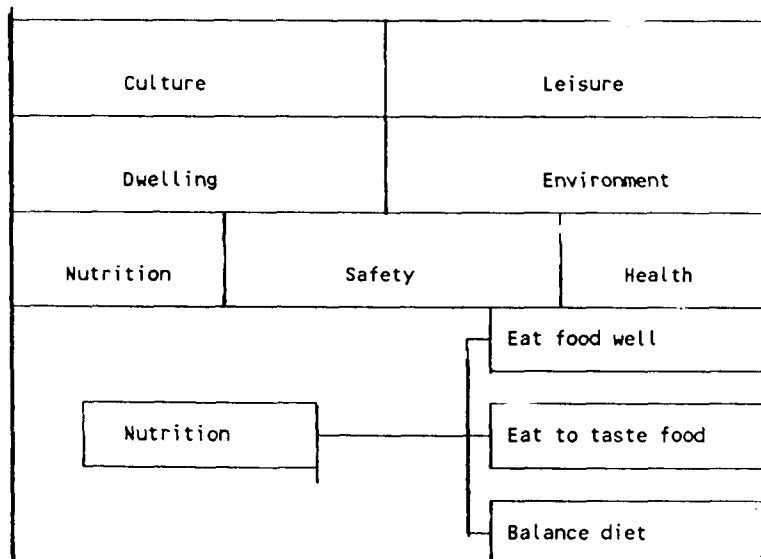 Culture Leisure
Dwelling Environment
Nutrition Safety Health
Eat food well
Nutrition Eat to taste food
Balance diet